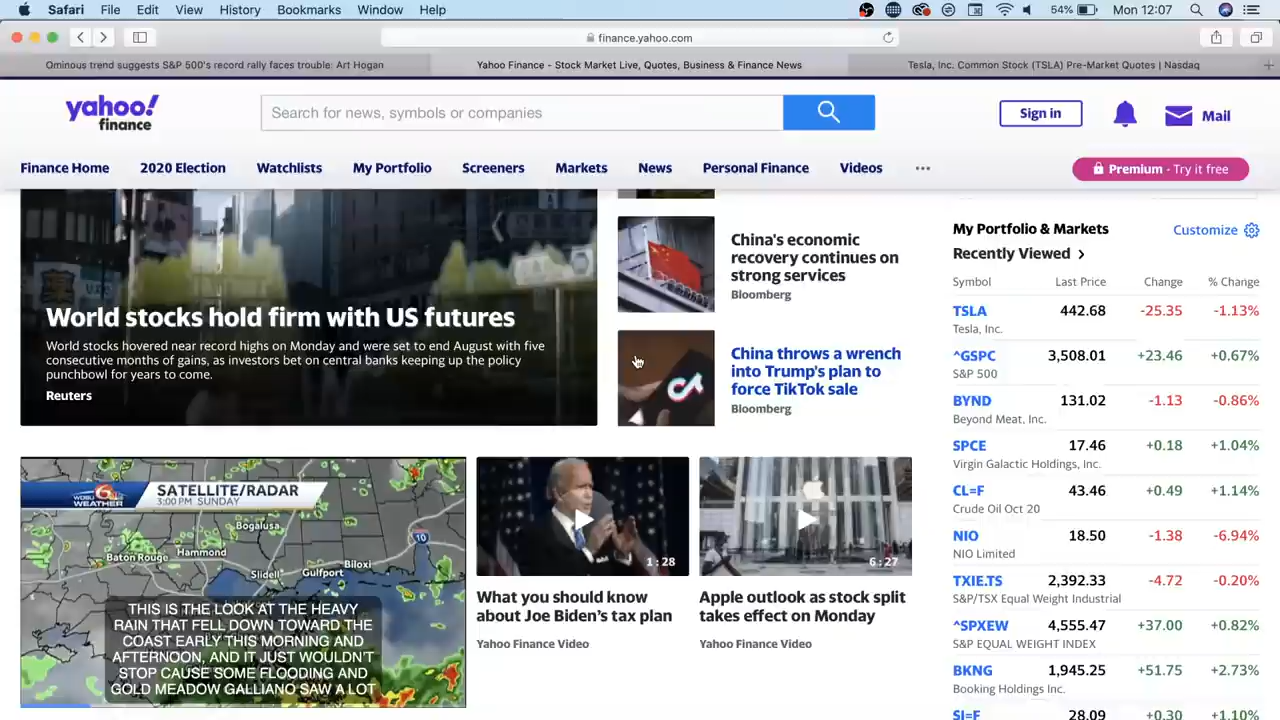 Safari File Edit View History Bookmarks Window Help 54% Mon 12:07
finance.yahoo.com
Ominous trend suggests S&P 500's record rally faces trouble: Art Hogan
Yahoo Finance - Stock Market Live, Quotes, Business & Finance News
Tesla, Inc. Common Stock (TSLA) Pre-Market Quotes | Nasdaq
yahoo!
finance
Search for news, symbols or companies
Sign in
Mail
Finance Home 2020 Election Watchlists My Portfolio Screeners Markets News Personal Finance Videos ...
Premium - Try it free
World stocks hold firm with US futures
World stocks hovered near record highs on Monday and were set to end August with five
consecutive months of gains, as investors bet on central banks keeping up the policy
punchbowl for years to come.
Reuters
China's economic
recovery continues on
strong services
Bloomberg
China throws a wrench
into Trump's plan to
force TikTok sale
Bloomberg
WDSU 6
WEATHER
SATELLITE/RADAR
3:00 PM SUNDAY
Bogalusa
10
Baton Rouge
Hammond
Biloxi
Slidell
Gulfport
THIS IS THE LOOK AT THE HEAVY
RAIN THAT FELL DOWN TOWARD THE
COAST EARLY THIS MORNING AND
AFTERNOON, AND IT JUST WOULDN'T
STOP CAUSE SOME FLOODING AND
GOLD MEADOW GALLIANO SAW A LOT
1:28
What you should know
about Joe Biden's tax plan
Yahoo Finance Video
6:27
Apple outlook as stock split
takes effect on Monday
Yahoo Finance Video
My Portfolio & Markets
Customize
Recently Viewed >
Symbol Last Price Change % Change
TSLA 442.68 -25.35 -1.13%
Tesla, Inc.
^GSPC 3,508.01 +23.46 +0.67%
S&P 500
BYND 131.02 -1.13 -0.86%
Beyond Meat, Inc.
SPCE 17.46 +0.18 +1.04%
Virgin Galactic Holdings, Inc.
CL=F 43.46 +0.49 +1.14%
Crude Oil Oct 20
NIO 18.50 -1.38 -6.94%
NIO Limited
TXIE.TS 2,392.33 -4.72 -0.20%
S&P/TSX Equal Weight Industrial
^SPXEW 4,555.47 +37.00 +0.82%
S&P EQUAL WEIGHT INDEX
BKNG 1,945.25 +51.75 +2.73%
Booking Holdings Inc.
SI=F 28.09 +0.30 +1.10%